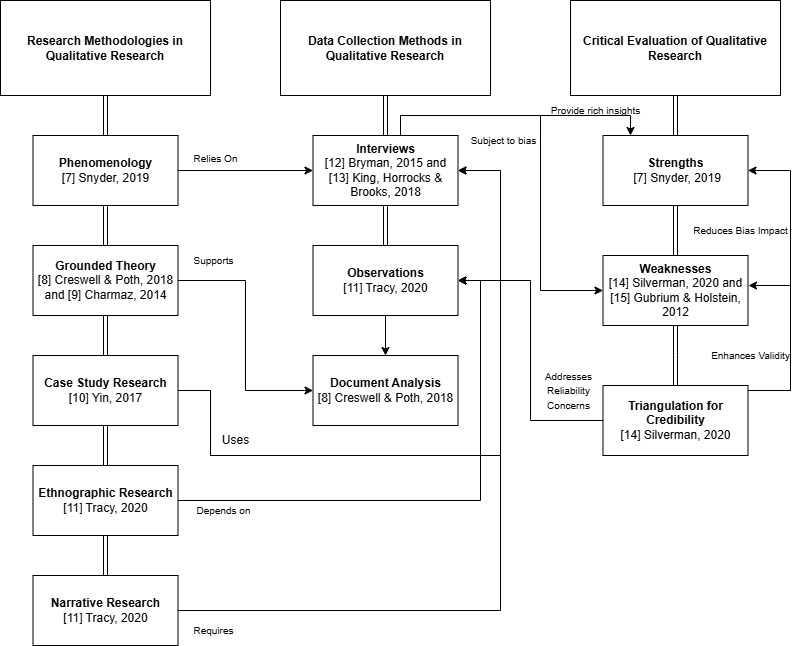 Research Methodologies in
Qualitative Research
Data Collection Methods in
Qualitative Research
Critical Evaluation of Qualitative
Research
Phenomenology
[7] Snyder, 2019
Relies On
Interviews
[12] Bryman, 2015 and
[13] King, Horrocks &
Brooks, 2018
Subject to bias
Provide rich insights
Strengths
[7] Snyder, 2019
Reduces Bias Impact
Grounded Theory
[8] Creswell & Poth, 2018
and [9] Charmaz, 2014
Supports
Observations
[11] Tracy, 2020
Weaknesses
[14] Silverman, 2020 and
[15] Gubrium & Holstein,
2012
Enhances Validity
Case Study Research
[10] Yin, 2017
Uses
Document Analysis
[8] Creswell & Poth, 2018
Addresses
Reliability
Concerns
Triangulation for
Credibility
[14] Silverman, 2020
Ethnographic Research
[11] Tracy, 2020
Depends on
Narrative Research
[11] Tracy, 2020
Requires